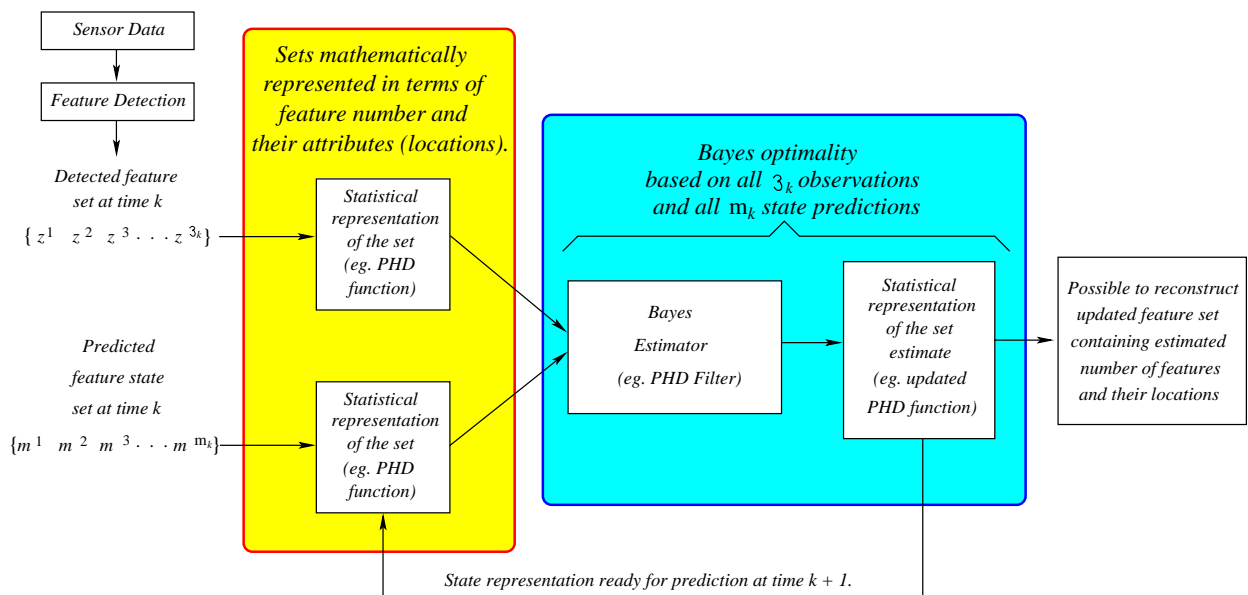 Sensor Data
Feature Detection
Detected feature
set at time k
{ z¹ z² z³ · · · z^{𝔷ₖ}}
Predicted
feature state
set at time k
{m¹ m² m³ · · · m^{mₖ}}
Sets mathematically
represented in terms of
feature number and
their attributes (locations).
Statistical
representation
of the set
(eg. PHD
function)
Statistical
representation
of the set
(eg. PHD
function)
Bayes optimality
based on all 𝔷ₖ observations
and all mₖ state predictions
Bayes
Estimator
(eg. PHD Filter)
Statistical
representation
of the set
estimate
(eg. updated
PHD function)
Possible to reconstruct
updated feature set
containing estimated
number of features
and their locations
State representation ready for prediction at time k + 1.